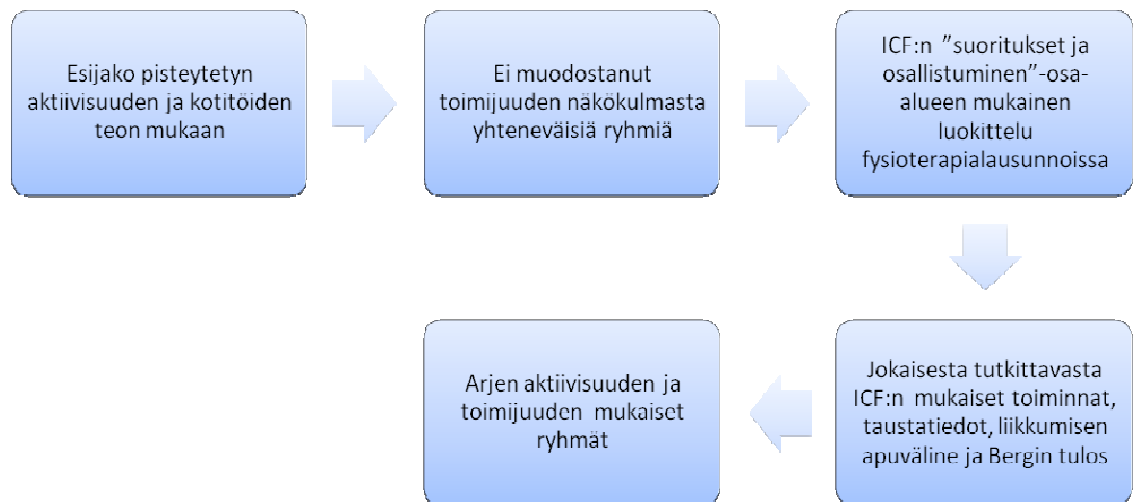 Esijako pisteytetyn
aktiivisuuden ja kotitöiden
teon mukaan
Ei muodostanut
toimijuuden näkökulmasta
yhteneväisiä ryhmiä
ICF:n ”suoritukset ja
osallistuminen”-osa-
alueen mukainen
luokittelu
fysioterapialausunnoissa
Jokaisesta tutkittavasta
ICF:n mukaiset toiminnat,
taustatiedot, liikkumisen
apuväline ja Bergin tulos
Arjen aktiivisuuden ja
toimijuuden mukaiset
ryhmät